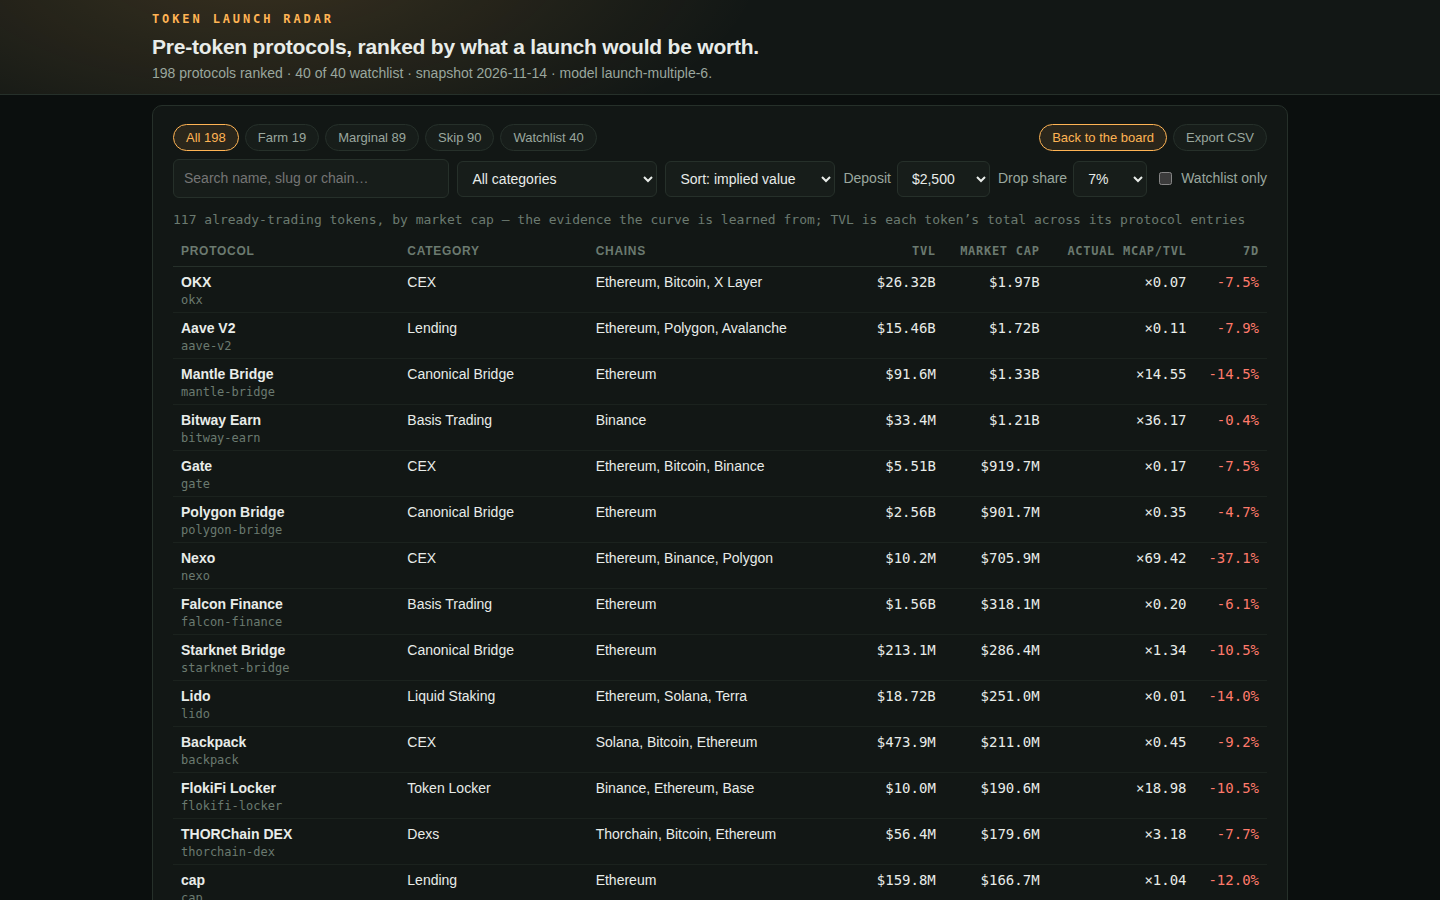 TOKEN LAUNCH RADAR
Pre-token protocols, ranked by what a launch would be worth.
198 protocols ranked · 40 of 40 watchlist · snapshot 2026-11-14 · model launch-multiple-6.
All 198 Farm 19 Marginal 89 Skip 90 Watchlist 40 Back to the board Export CSV
Search name, slug or chain… All categories Sort: implied value Deposit $2,500 Drop share 7% Watchlist only
117 already-trading tokens, by market cap — the evidence the curve is learned from; TVL is each token’s total across its protocol entries
PROTOCOL CATEGORY CHAINS TVL MARKET CAP ACTUAL MCAP/TVL 7D
OKX CEX Ethereum, Bitcoin, X Layer $26.32B $1.97B ×0.07 -7.5%
okx
Aave V2 Lending Ethereum, Polygon, Avalanche $15.46B $1.72B ×0.11 -7.9%
aave-v2
Mantle Bridge Canonical Bridge Ethereum $91.6M $1.33B ×14.55 -14.5%
mantle-bridge
Bitway Earn Basis Trading Binance $33.4M $1.21B ×36.17 -0.4%
bitway-earn
Gate CEX Ethereum, Bitcoin, Binance $5.51B $919.7M ×0.17 -7.5%
gate
Polygon Bridge Canonical Bridge Ethereum $2.56B $901.7M ×0.35 -4.7%
polygon-bridge
Nexo CEX Ethereum, Binance, Polygon $10.2M $705.9M ×69.42 -37.1%
nexo
Falcon Finance Basis Trading Ethereum $1.56B $318.1M ×0.20 -6.1%
falcon-finance
Starknet Bridge Canonical Bridge Ethereum $213.1M $286.4M ×1.34 -10.5%
starknet-bridge
Lido Liquid Staking Ethereum, Solana, Terra $18.72B $251.0M ×0.01 -14.0%
lido
Backpack CEX Solana, Bitcoin, Ethereum $473.9M $211.0M ×0.45 -9.2%
backpack
FlokiFi Locker Token Locker Binance, Ethereum, Base $10.0M $190.6M ×18.98 -10.5%
flokifi-locker
THORChain DEX Dexs Thorchain, Bitcoin, Ethereum $56.4M $179.6M ×3.18 -7.7%
thorchain-dex
cap Lending Ethereum $159.8M $166.7M ×1.04 -12.0%
cap